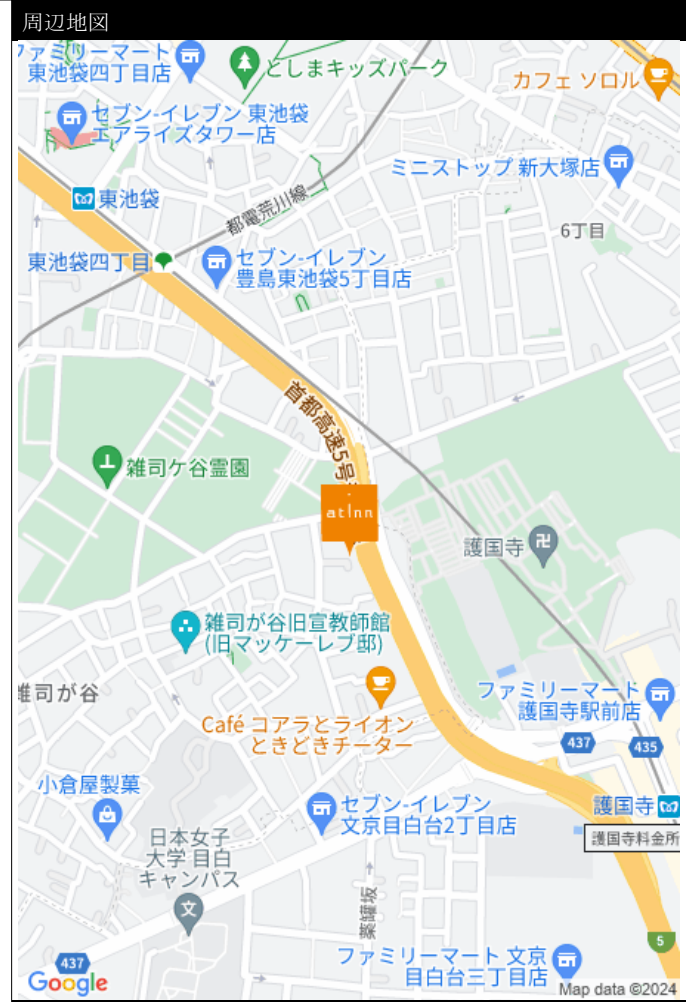 周辺地図
ファミリーマート
東池袋四丁目店
としまキッズパーク
カフェ ソロル
セブン-イレブン 東池袋
エアライズタワー店
ミニストップ 新大塚店
東池袋
都電荒川線
6丁目
東池袋四丁目
セブン-イレブン
豊島東池袋5丁目店
首都高速5号
雑司ケ谷霊園
atInn
護国寺
雑司が谷旧宣教師館
(旧マッケーレブ邸)
雑司が谷
ファミリーマート
護国寺駅前店
Café コアラとライオン
ときどきチーター
437
435
小倉屋製菓
セブン-イレブン
文京目白台2丁目店
護国寺
護国寺料金所
日本女子
大学 目白
キャンパス
文
薬罐坂
5
ファミリーマート 文京
目白台三丁目店
437
Google
Map data ©2024